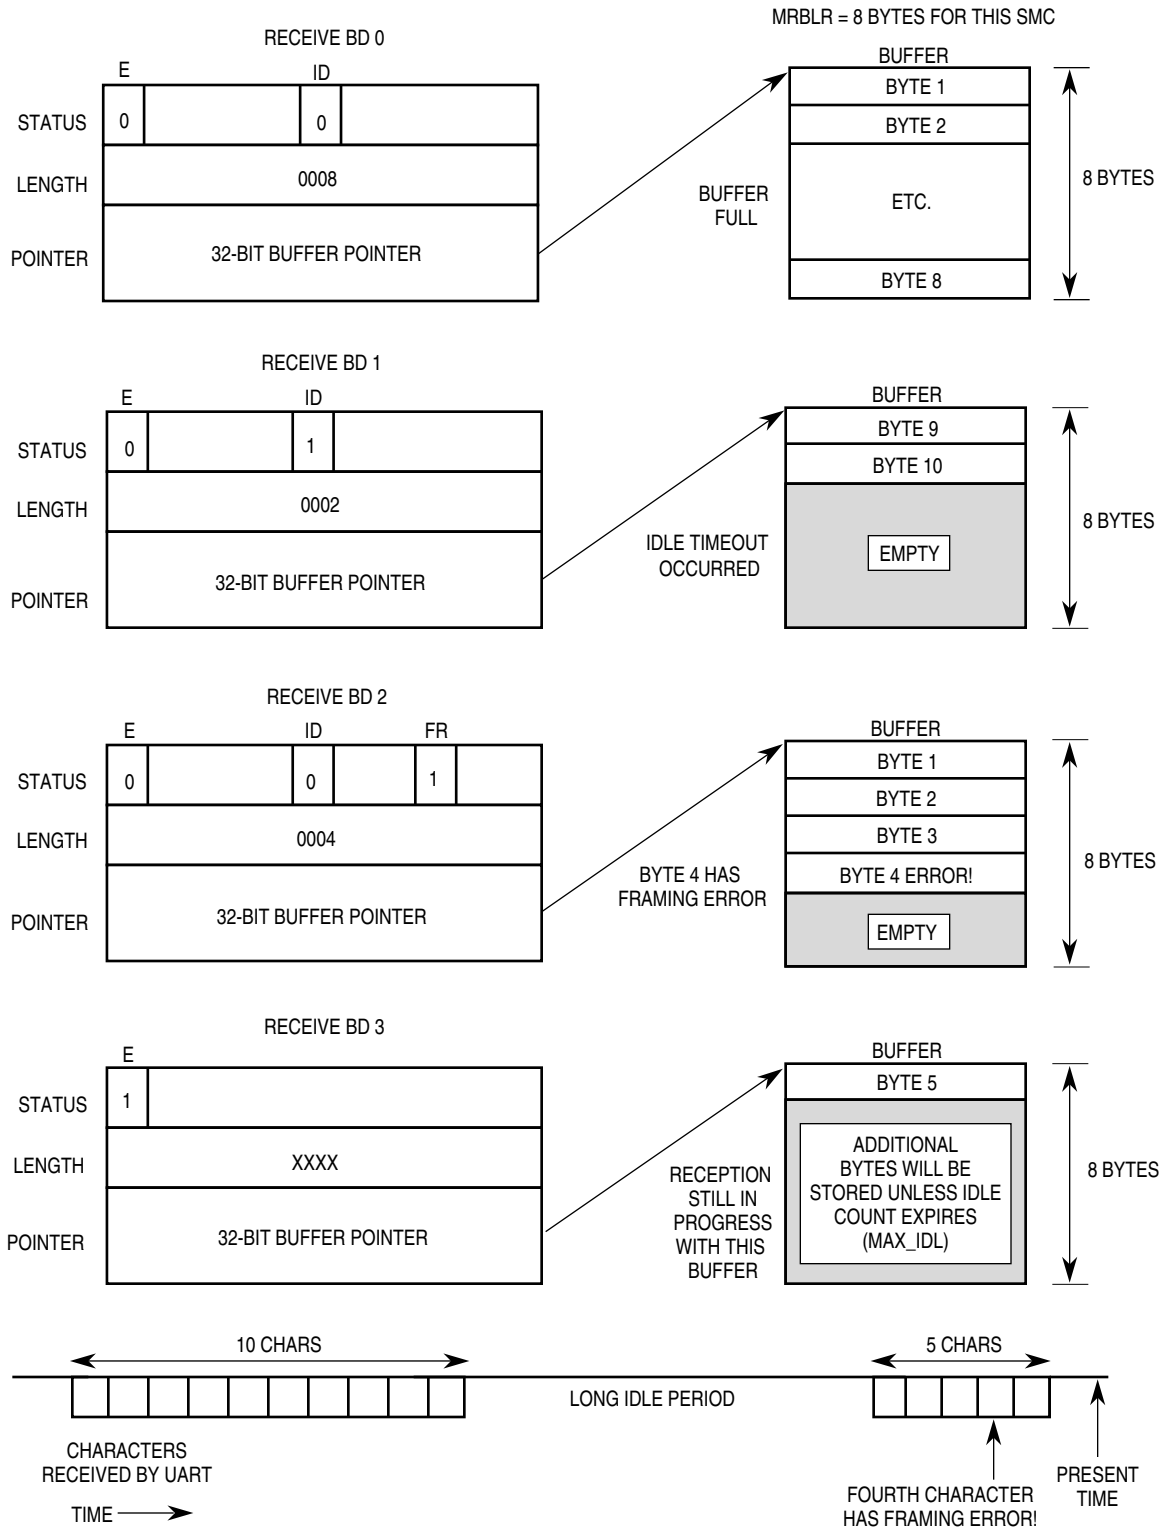 MRBLR = 8 BYTES FOR THIS SMC
RECEIVE BD 0
E
ID
STATUS
0
0
LENGTH
0008
POINTER
32-BIT BUFFER POINTER
BUFFER
FULL
BUFFER
BYTE 1
BYTE 2
ETC.
BYTE 8
8 BYTES
RECEIVE BD 1
E
ID
STATUS
0
1
LENGTH
0002
POINTER
32-BIT BUFFER POINTER
IDLE TIMEOUT
OCCURRED
BUFFER
BYTE 9
BYTE 10
EMPTY
8 BYTES
RECEIVE BD 2
E
ID
FR
STATUS
0
0
1
LENGTH
0004
POINTER
32-BIT BUFFER POINTER
BYTE 4 HAS
FRAMING ERROR
BUFFER
BYTE 1
BYTE 2
BYTE 3
BYTE 4 ERROR!
EMPTY
8 BYTES
RECEIVE BD 3
E
STATUS
1
LENGTH
XXXX
POINTER
32-BIT BUFFER POINTER
RECEPTION
STILL IN
PROGRESS
WITH THIS
BUFFER
BUFFER
BYTE 5
ADDITIONAL
BYTES WILL BE
STORED UNLESS IDLE
COUNT EXPIRES
(MAX_IDL)
8 BYTES
10 CHARS
5 CHARS
LONG IDLE PERIOD
CHARACTERS
RECEIVED BY UART
TIME
FOURTH CHARACTER
HAS FRAMING ERROR!
PRESENT
TIME